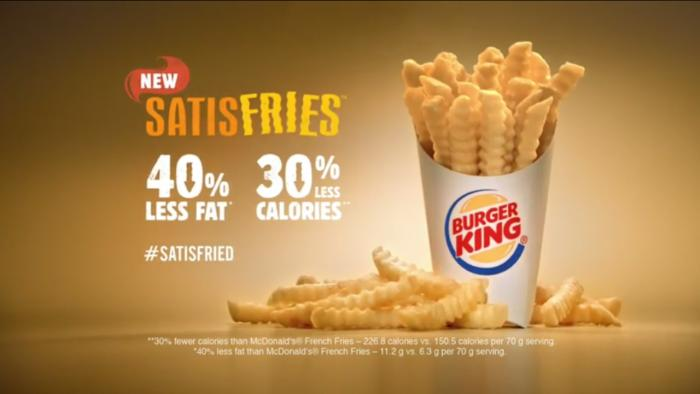 NEW
SATISFRIES™
40% LESS FAT*
30% LESS CALORIES**
#SATISFRIED
BURGER KING®
**30% fewer calories than McDonald's® French Fries – 226.8 calories vs. 150.5 calories per 70 g serving.
*40% less fat than McDonald's® French Fries – 11.2 g vs. 6.3 g per 70 g serving.